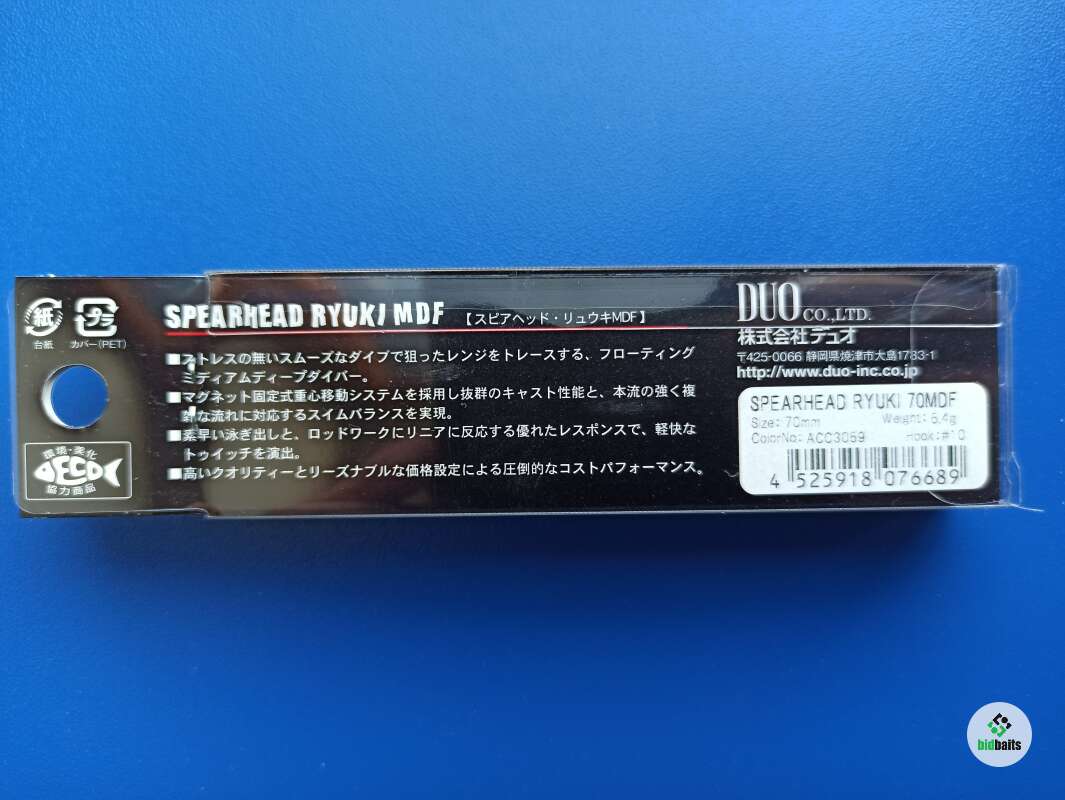 紙
プラ
台紙
カバー(PET)
SPEARHEAD RYUKI MDF 【スピアヘッド・リュウキMDF】
■ストレスの無いスムーズなダイブで狙ったレンジをトレースする、フローティング
ミディアムディープダイバー。
■マグネット固定式重心移動システムを採用し抜群のキャスト性能と、本流の強く複
雑な流れに対応するスイムバランスを実現。
■素早い泳ぎ出しと、ロッドワークにリニアに反応する優れたレスポンスで、軽快な
トゥイッチを演出。
■高いクオリティーとリーズナブルな価格設定による圧倒的なコストパフォーマンス。
環境・美化
ECO
協力商品
DUO CO.,LTD.
株式会社デュオ
〒425-0066 静岡県焼津市大島1783-1
http://www.duo-inc.co.jp
SPEARHEAD RYUKI 70MDF
Size: 70mm Weight: 5.4g
ColorNo: ACC3059 Hook: #10
4 525918 076689
bidbaits